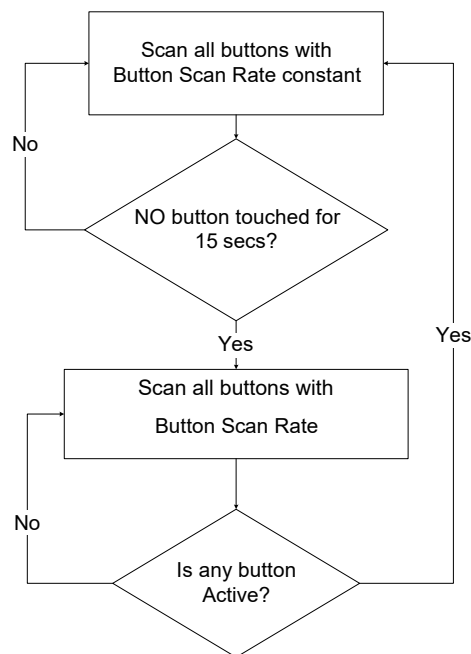 Scan all buttons with
Button Scan Rate constant
No
NO button touched for
15 secs?
Yes
Yes
Scan all buttons with
Button Scan Rate
No
Is any button
Active?